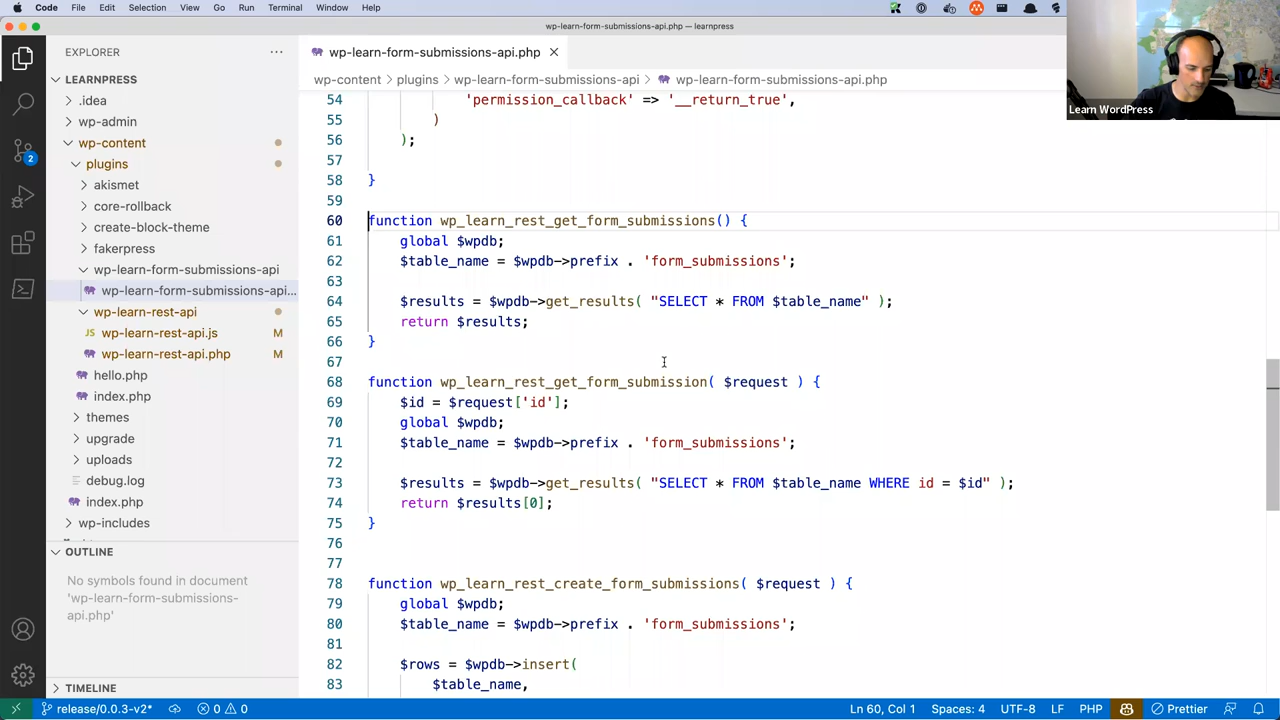 Code File Edit Selection View Go Run Terminal Window Help
wp-learn-form-submissions-api.php — learnpress
Learn WordPress
EXPLORER
LEARNPRESS
.idea
wp-admin
wp-content
plugins
akismet
core-rollback
create-block-theme
fakerpress
wp-learn-form-submissions-api
wp-learn-form-submissions-api...
wp-learn-rest-api
JS wp-learn-rest-api.js M
wp-learn-rest-api.php M
hello.php
index.php
themes
upgrade
uploads
debug.log
index.php
wp-includes
OUTLINE
No symbols found in document
'wp-learn-form-submissions-
api.php'
TIMELINE
2
wp-learn-form-submissions-api.php
wp-content > plugins > wp-learn-form-submissions-api > wp-learn-form-submissions-api.php
54 'permission_callback' => '__return_true',
55 )
56 );
57
58 }
59
60 function wp_learn_rest_get_form_submissions() {
61 global $wpdb;
62 $table_name = $wpdb->prefix . 'form_submissions';
63
64 $results = $wpdb->get_results( "SELECT * FROM $table_name" );
65 return $results;
66 }
67
68 function wp_learn_rest_get_form_submission( $request ) {
69 $id = $request['id'];
70 global $wpdb;
71 $table_name = $wpdb->prefix . 'form_submissions';
72
73 $results = $wpdb->get_results( "SELECT * FROM $table_name WHERE id = $id" );
74 return $results[0];
75 }
76
77
78 function wp_learn_rest_create_form_submissions( $request ) {
79 global $wpdb;
80 $table_name = $wpdb->prefix . 'form_submissions';
81
82 $rows = $wpdb->insert(
83 $table_name,
release/0.0.3-v2* 0 0 Ln 60, Col 1 Spaces: 4 UTF-8 LF PHP Prettier